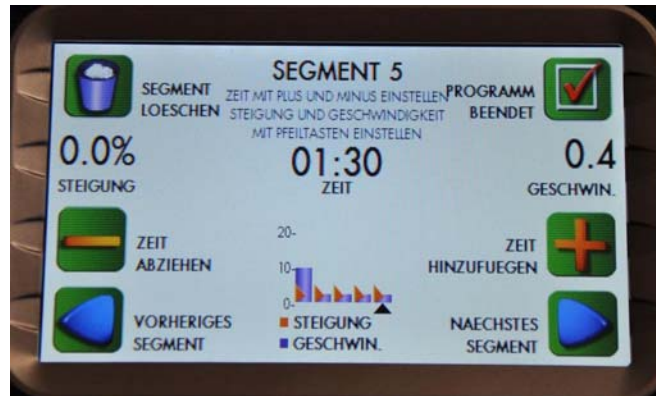 SEGMENT 5
SEGMENT
LOESCHEN
ZEIT MIT PLUS UND MINUS EINSTELLEN
STEIGUNG UND GESCHWINDIGKEIT
MIT PFEILTASTEN EINSTELLEN
PROGRAMM
BEENDET
0.0%
STEIGUNG
01:30
ZEIT
0.4
GESCHWIN.
ZEIT
ABZIEHEN
20-
10-
0-
ZEIT
HINZUFUEGEN
VORHERIGES
SEGMENT
STEIGUNG
GESCHWIN.
NAECHSTES
SEGMENT